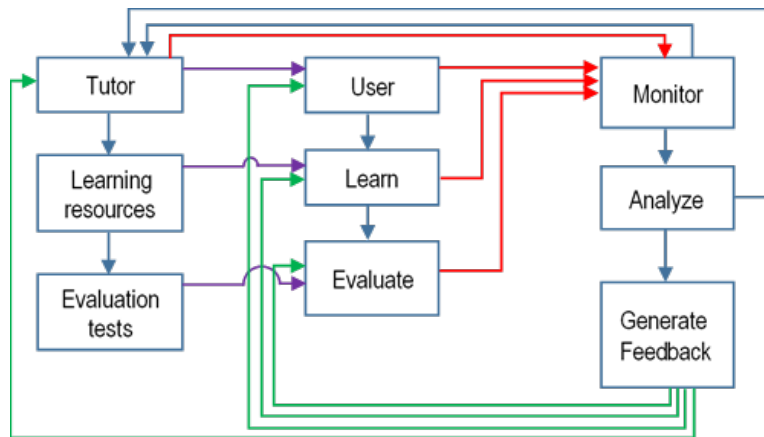 Tutor
User
Monitor
Learning
resources
Learn
Analyze
Evaluation
tests
Evaluate
Generate
Feedback